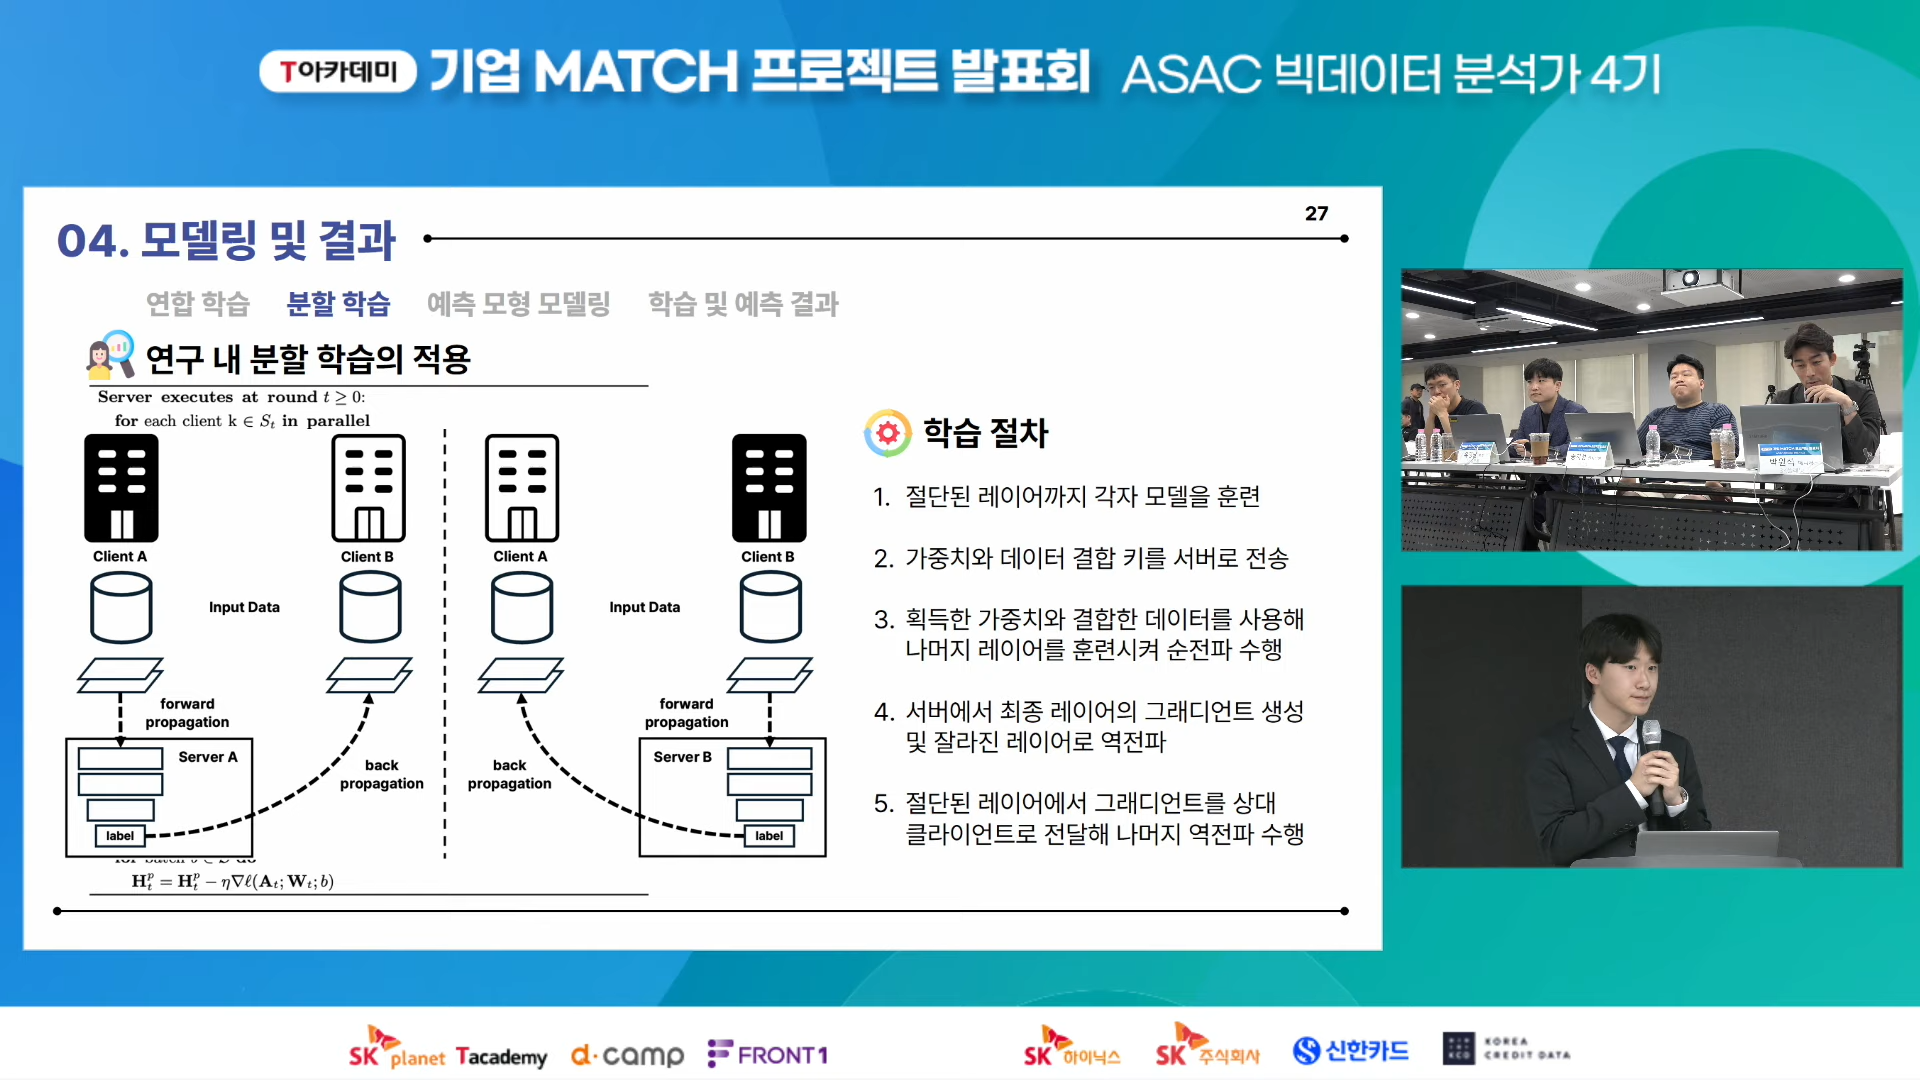 T아카데미 기업 MATCH 프로젝트 발표회 ASAC 빅데이터 분석가 4기
27
04. 모델링 및 결과
연합 학습 분할 학습 예측 모형 모델링 학습 및 예측 결과
연구 내 분할 학습의 적용
Server executes at round t ≥ 0:
for each client k ∈ S_t in parallel
Client A
Client B
Client A
Client B
Input Data
Input Data
forward
propagation
forward
propagation
Server A
back
propagation
back
propagation
Server B
label
label
H_t^p = H_t^p − η∇ℓ(A_t; W_t; b)
학습 절차
1. 절단된 레이어까지 각자 모델을 훈련
2. 가중치와 데이터 결합 키를 서버로 전송
3. 획득한 가중치와 결합한 데이터를 사용해
나머지 레이어를 훈련시켜 순전파 수행
4. 서버에서 최종 레이어의 그래디언트 생성
및 잘라진 레이어로 역전파
5. 절단된 레이어에서 그래디언트를 상대
클라이언트로 전달해 나머지 역전파 수행
SK planet Tacademy d·camp FRONT1 SK 하이닉스 SK 주식회사 신한카드 KOREA
CREDIT DATA